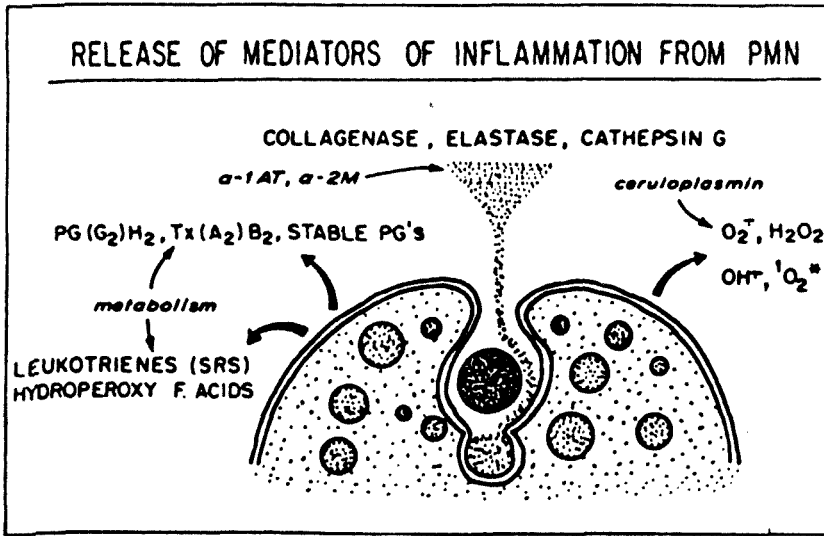 RELEASE OF MEDIATORS OF INFLAMMATION FROM PMN
COLLAGENASE, ELASTASE, CATHEPSIN G
α-1AT, α-2M
ceruloplasmin
PG(G₂)H₂, Tx(A₂)B₂, STABLE PG's
O₂⁻, H₂O₂
OH⁻, ¹O₂*
metabolism
LEUKOTRIENES (SRS)
HYDROPEROXY F. ACIDS